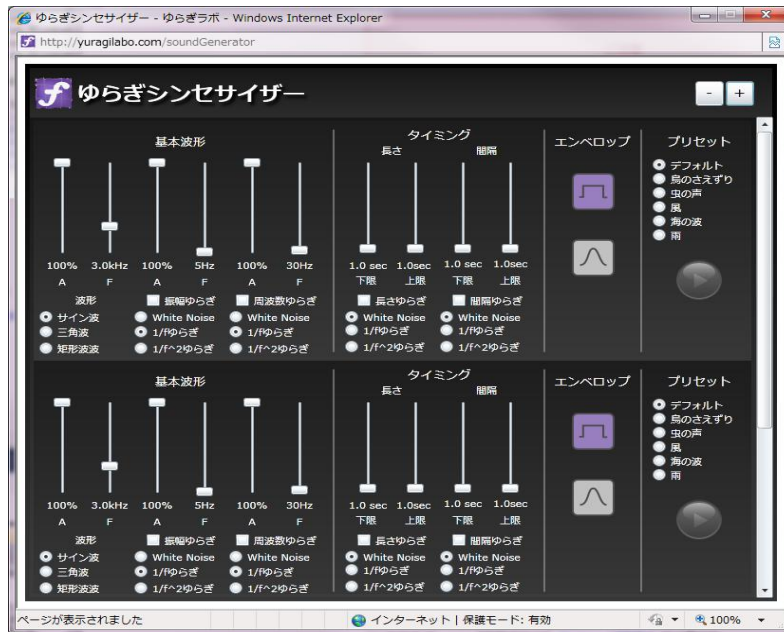 ゆらぎシンセサイザー - ゆらぎラボ - Windows Internet Explorer
http://yuragilabo.com/soundGenerator
f ゆらぎシンセサイザー - +
基本波形 タイミング エンベロップ プリセット
長さ 間隔
デフォルト
鳥のさえずり
虫の声
風
海の波
雨
100% 3.0kHz 100% 5Hz 100% 30Hz 1.0 sec 1.0sec 1.0 sec 1.0sec
A F A F A F 下限 上限 下限 上限
波形 振幅ゆらぎ 周波数ゆらぎ 長さゆらぎ 間隔ゆらぎ
サイン波 White Noise White Noise White Noise White Noise
三角波 1/fゆらぎ 1/fゆらぎ 1/fゆらぎ 1/fゆらぎ
矩形波波 1/f^2ゆらぎ 1/f^2ゆらぎ 1/f^2ゆらぎ 1/f^2ゆらぎ
基本波形 タイミング エンベロップ プリセット
長さ 間隔
デフォルト
鳥のさえずり
虫の声
風
海の波
雨
100% 3.0kHz 100% 5Hz 100% 30Hz 1.0 sec 1.0sec 1.0 sec 1.0sec
A F A F A F 下限 上限 下限 上限
波形 振幅ゆらぎ 周波数ゆらぎ 長さゆらぎ 間隔ゆらぎ
サイン波 White Noise White Noise White Noise White Noise
三角波 1/fゆらぎ 1/fゆらぎ 1/fゆらぎ 1/fゆらぎ
矩形波波 1/f^2ゆらぎ 1/f^2ゆらぎ 1/f^2ゆらぎ 1/f^2ゆらぎ
ページが表示されました インターネット | 保護モード: 有効 100%